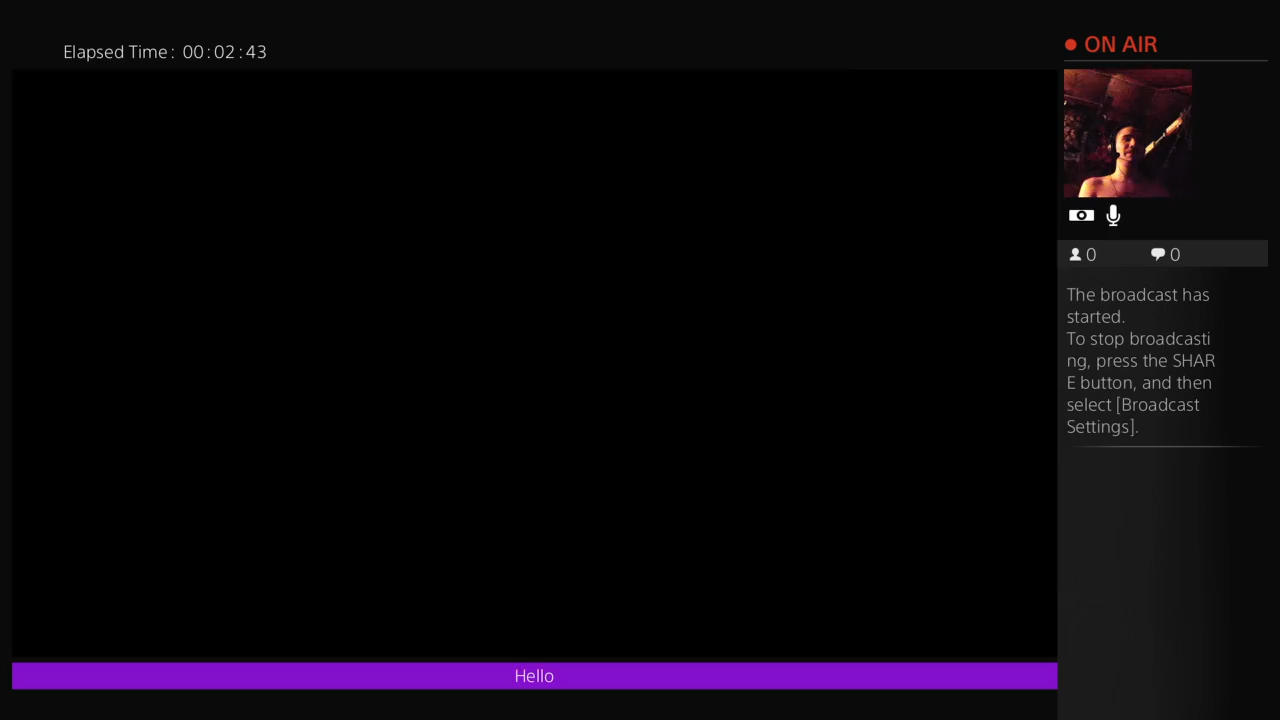 Elapsed Time: 00:02:43
ON AIR
0 0
The broadcast has
started.
To stop broadcasti
ng, press the SHAR
E button, and then
select [Broadcast
Settings].
Hello